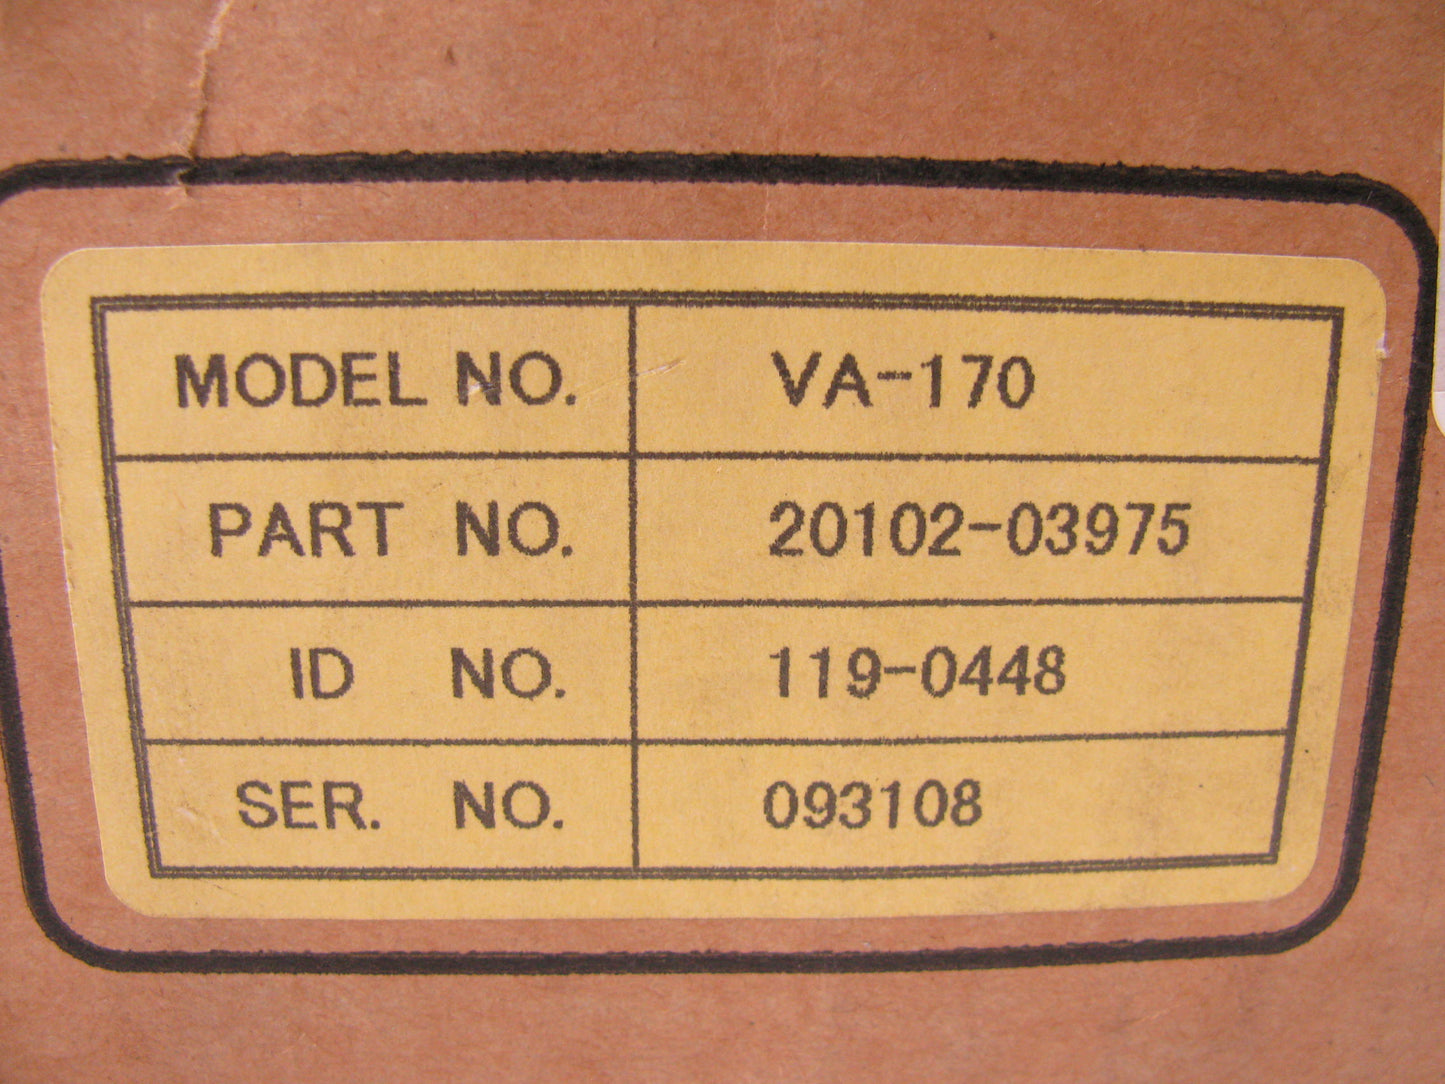 MODEL NO. VA-170
PART NO. 20102-03975
ID NO. 119-0448
SER. NO. 093108